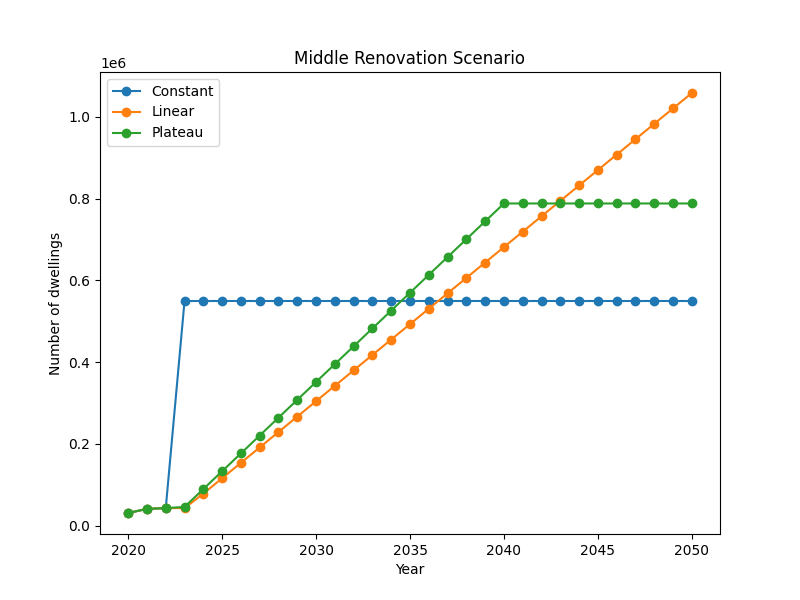 Middle Renovation Scenario
1e6
Constant
Linear
Plateau
1.0
0.8
0.6
0.4
0.2
0.0
Number of dwellings
2020 2025 2030 2035 2040 2045 2050
Year